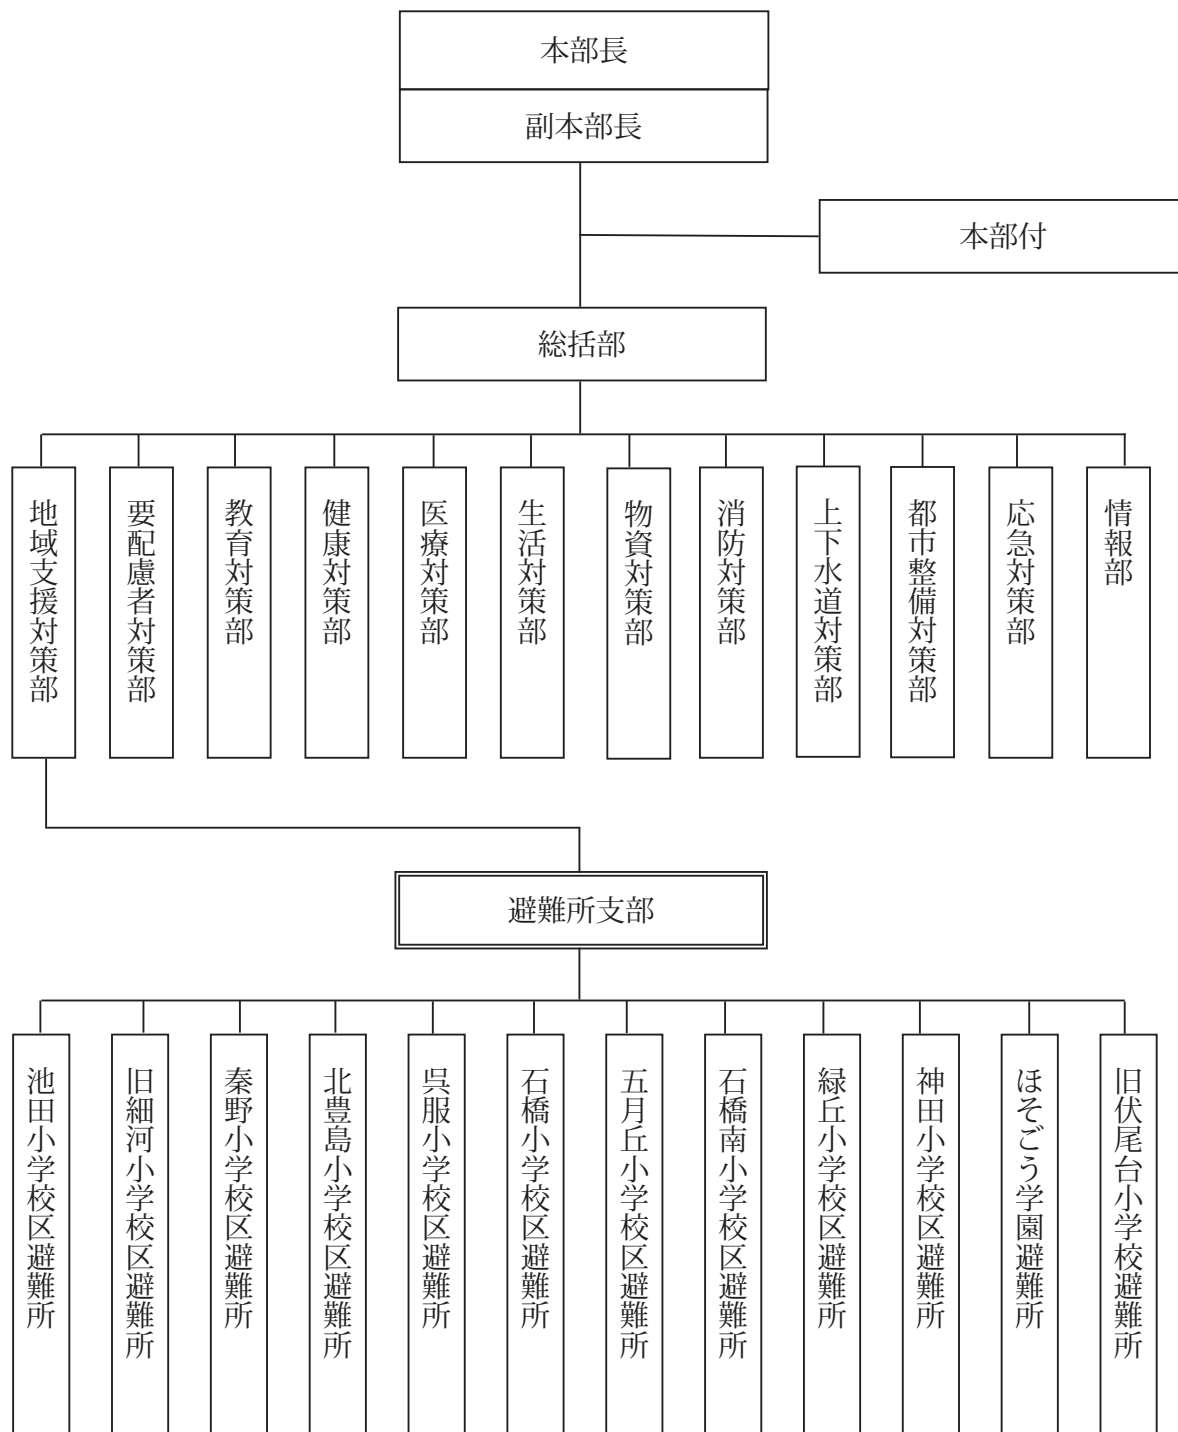 本部長
副本部長
本部付
総括部
地域支援対策部
要配慮者対策部
教育対策部
健康対策部
医療対策部
生活対策部
物資対策部
消防対策部
上下水道対策部
都市整備対策部
応急対策部
情報部
避難所支部
池田小学校区避難所
旧細河小学校区避難所
秦野小学校区避難所
北豊島小学校区避難所
呉服小学校区避難所
石橋小学校区避難所
五月丘小学校区避難所
石橋南小学校区避難所
緑丘小学校区避難所
神田小学校区避難所
ほそごう学園避難所
旧伏尾台小学校避難所